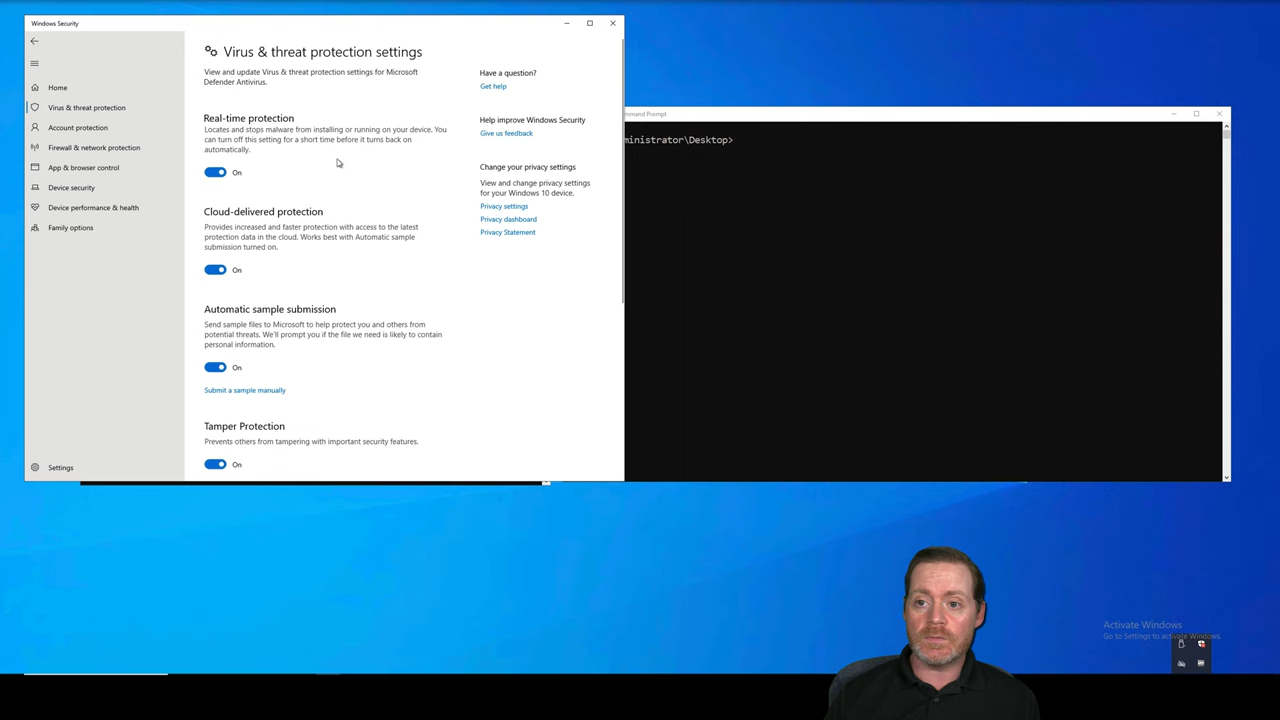 Windows Security
Home
Virus & threat protection
Account protection
Firewall & network protection
App & browser control
Device security
Device performance & health
Family options
Settings
Virus & threat protection settings
View and update Virus & threat protection settings for Microsoft
Defender Antivirus.
Real-time protection
Locates and stops malware from installing or running on your device. You
can turn off this setting for a short time before it turns back on
automatically.
On
Cloud-delivered protection
Provides increased and faster protection with access to the latest
protection data in the cloud. Works best with Automatic sample
submission turned on.
On
Automatic sample submission
Send sample files to Microsoft to help protect you and others from
potential threats. We'll prompt you if the file we need is likely to contain
personal information.
On
Submit a sample manually
Tamper Protection
Prevents others from tampering with important security features.
On
Have a question?
Get help
Help improve Windows Security
Give us feedback
Change your privacy settings
View and change privacy settings
for your Windows 10 device.
Privacy settings
Privacy dashboard
Privacy Statement
mmand Prompt
ministrator\Desktop>
Activate Windows
Go to Settings to activate Windows.